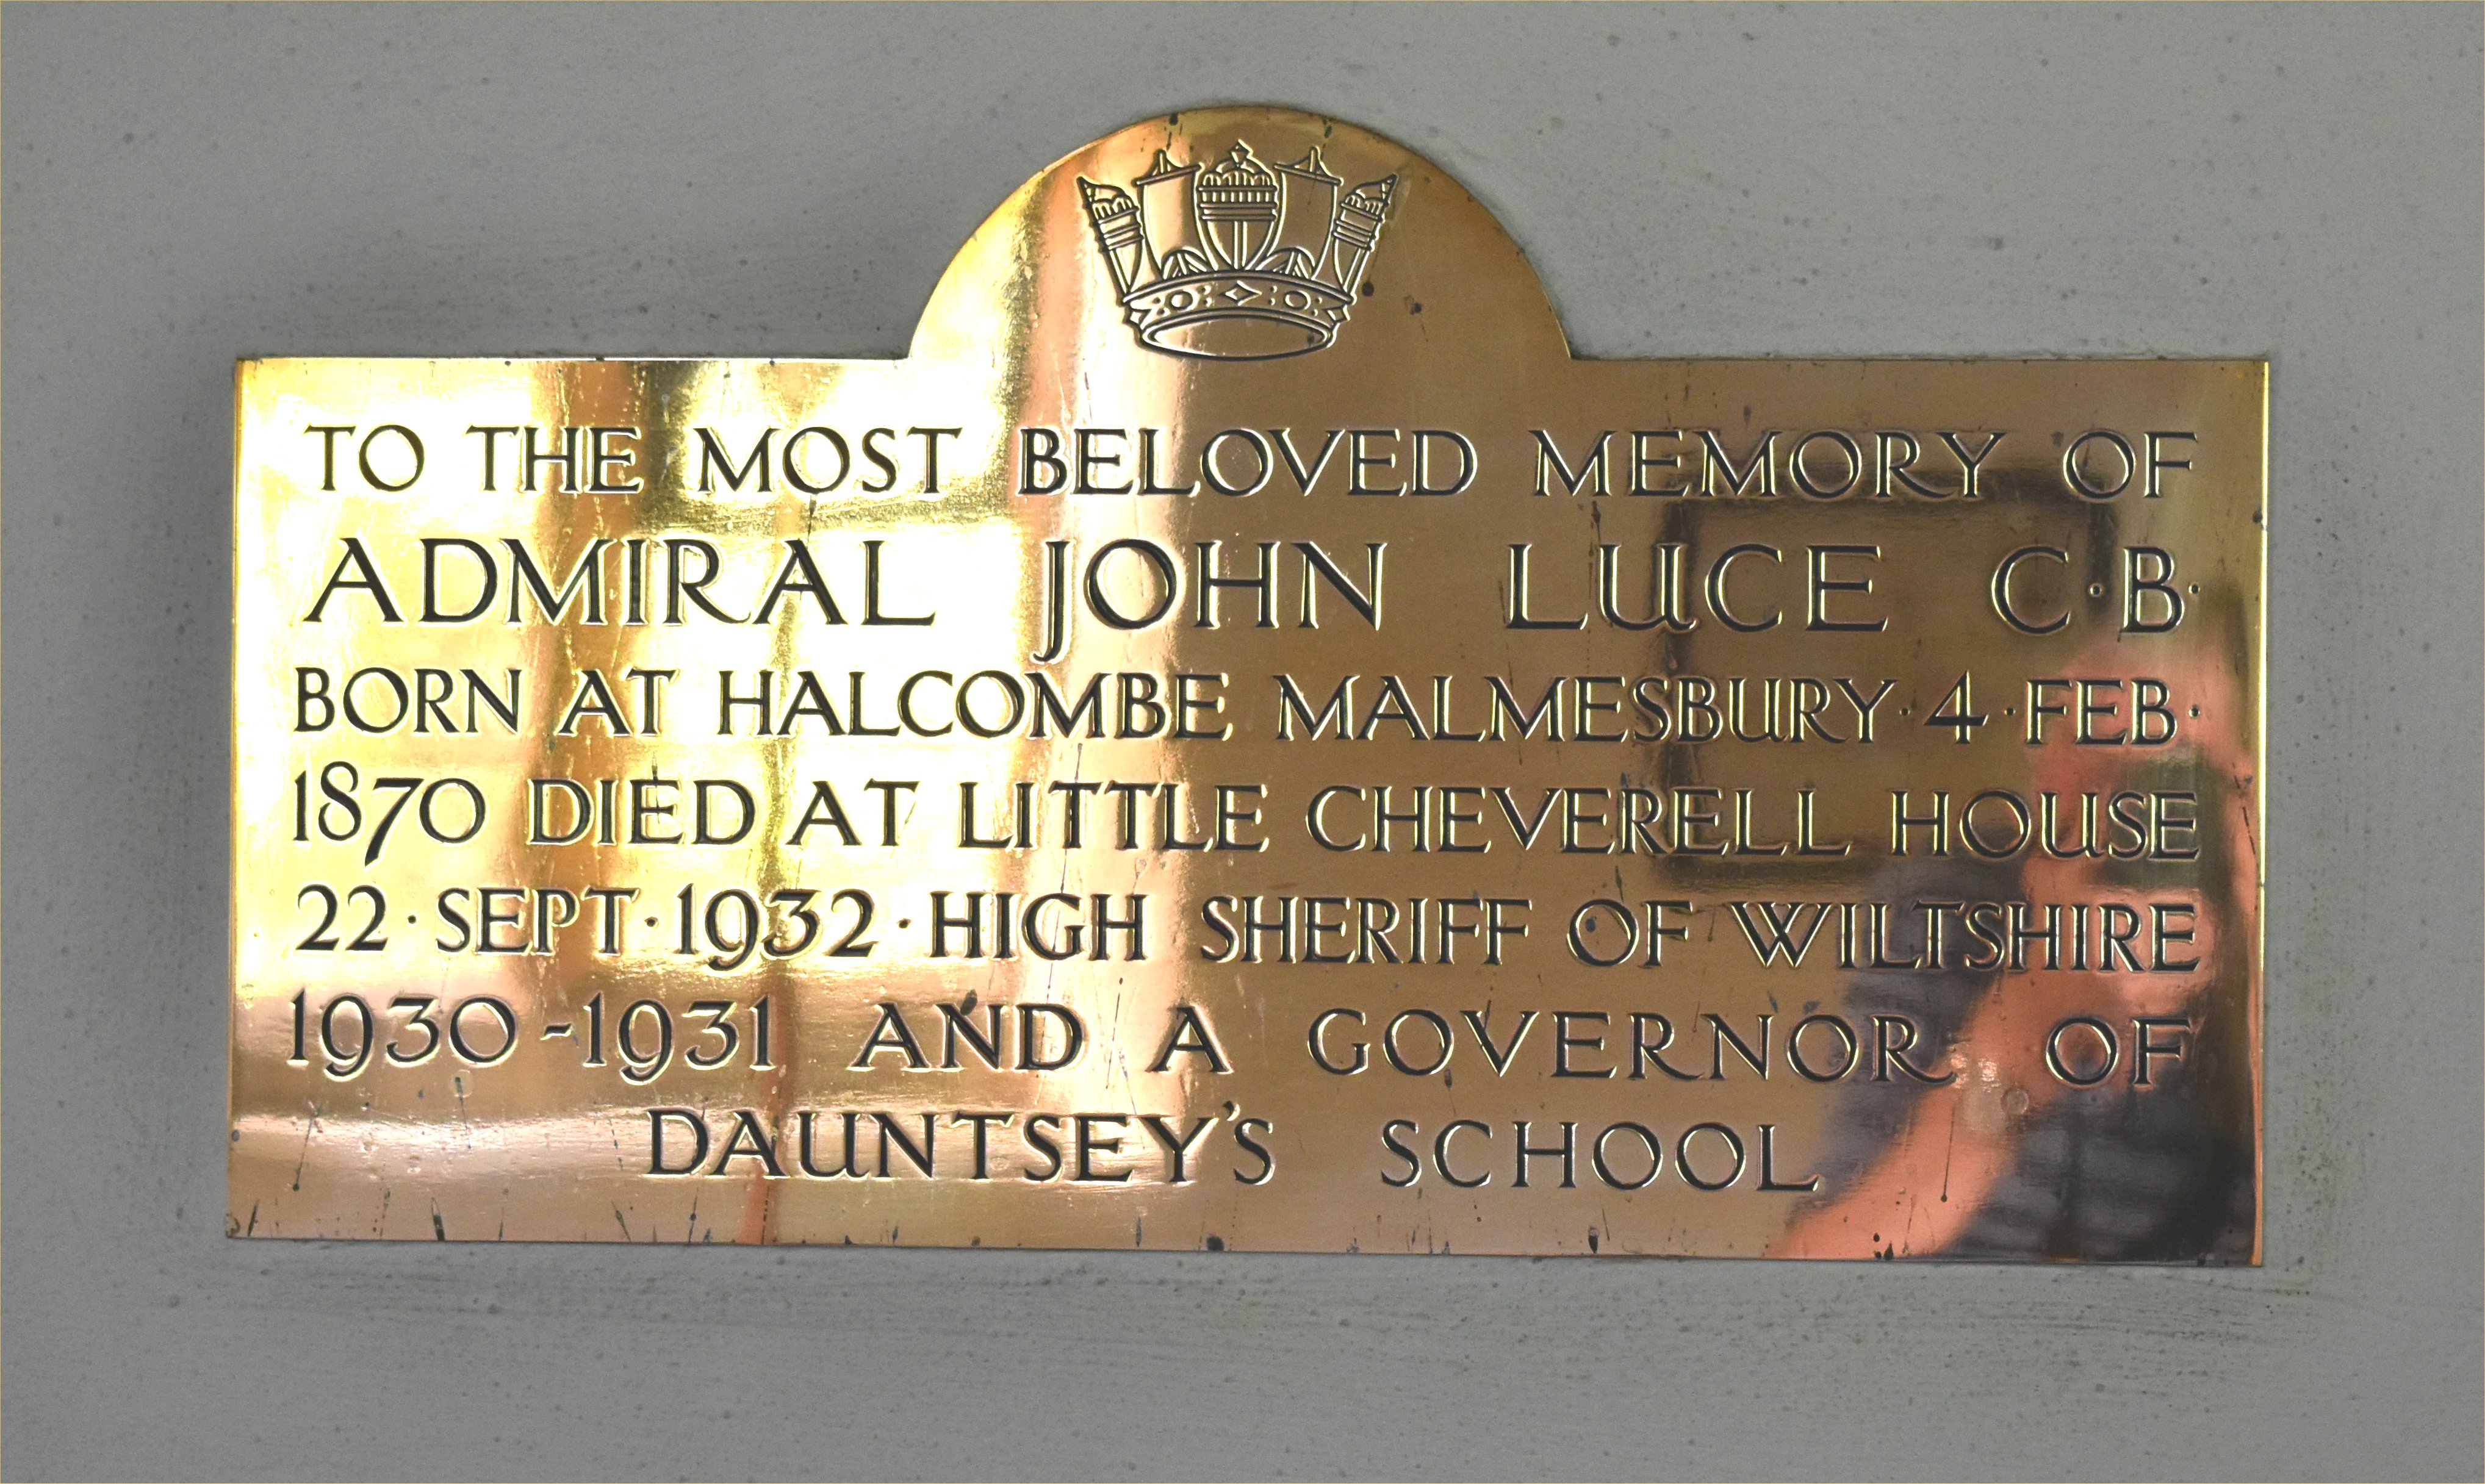 TO THE MOST BELOVED MEMORY OF
ADMIRAL JOHN LUCE C·B·
BORN AT HALCOMBE MALMESBURY·4·FEB·
1870 DIED AT LITTLE CHEVERELL HOUSE
22·SEPT·1932·HIGH SHERIFF OF WILTSHIRE
1930-1931 AND A GOVERNOR OF
DAUNTSEY'S SCHOOL